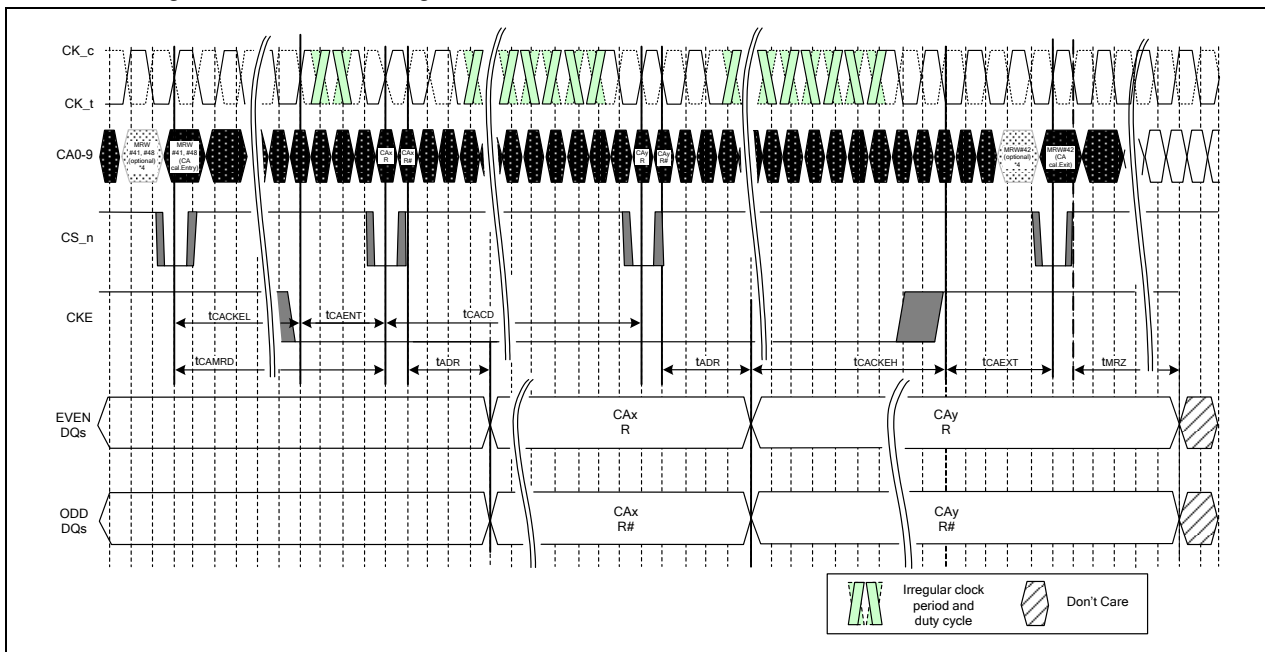 CK_c
CK_t
CA0-9
MRW
#41, #48
(optional)
*4
MRW
#41, #48
(CA
cal.Entry)
CAx
R
CAx
R#
CAy
R
CAy
R#
MRW#42
(optional)
*4
MRW#42
(CA
cal.Exit)
CS_n
CKE
tCACKEL
tCAENT
tCACD
tCAMRD
tADR
tADR
tCACKEH
tCAEXT
tMRZ
EVEN
DQs
CAx
R
CAy
R
ODD
DQs
CAx
R#
CAy
R#
Irregular clock
period and
duty cycle
Don't Care